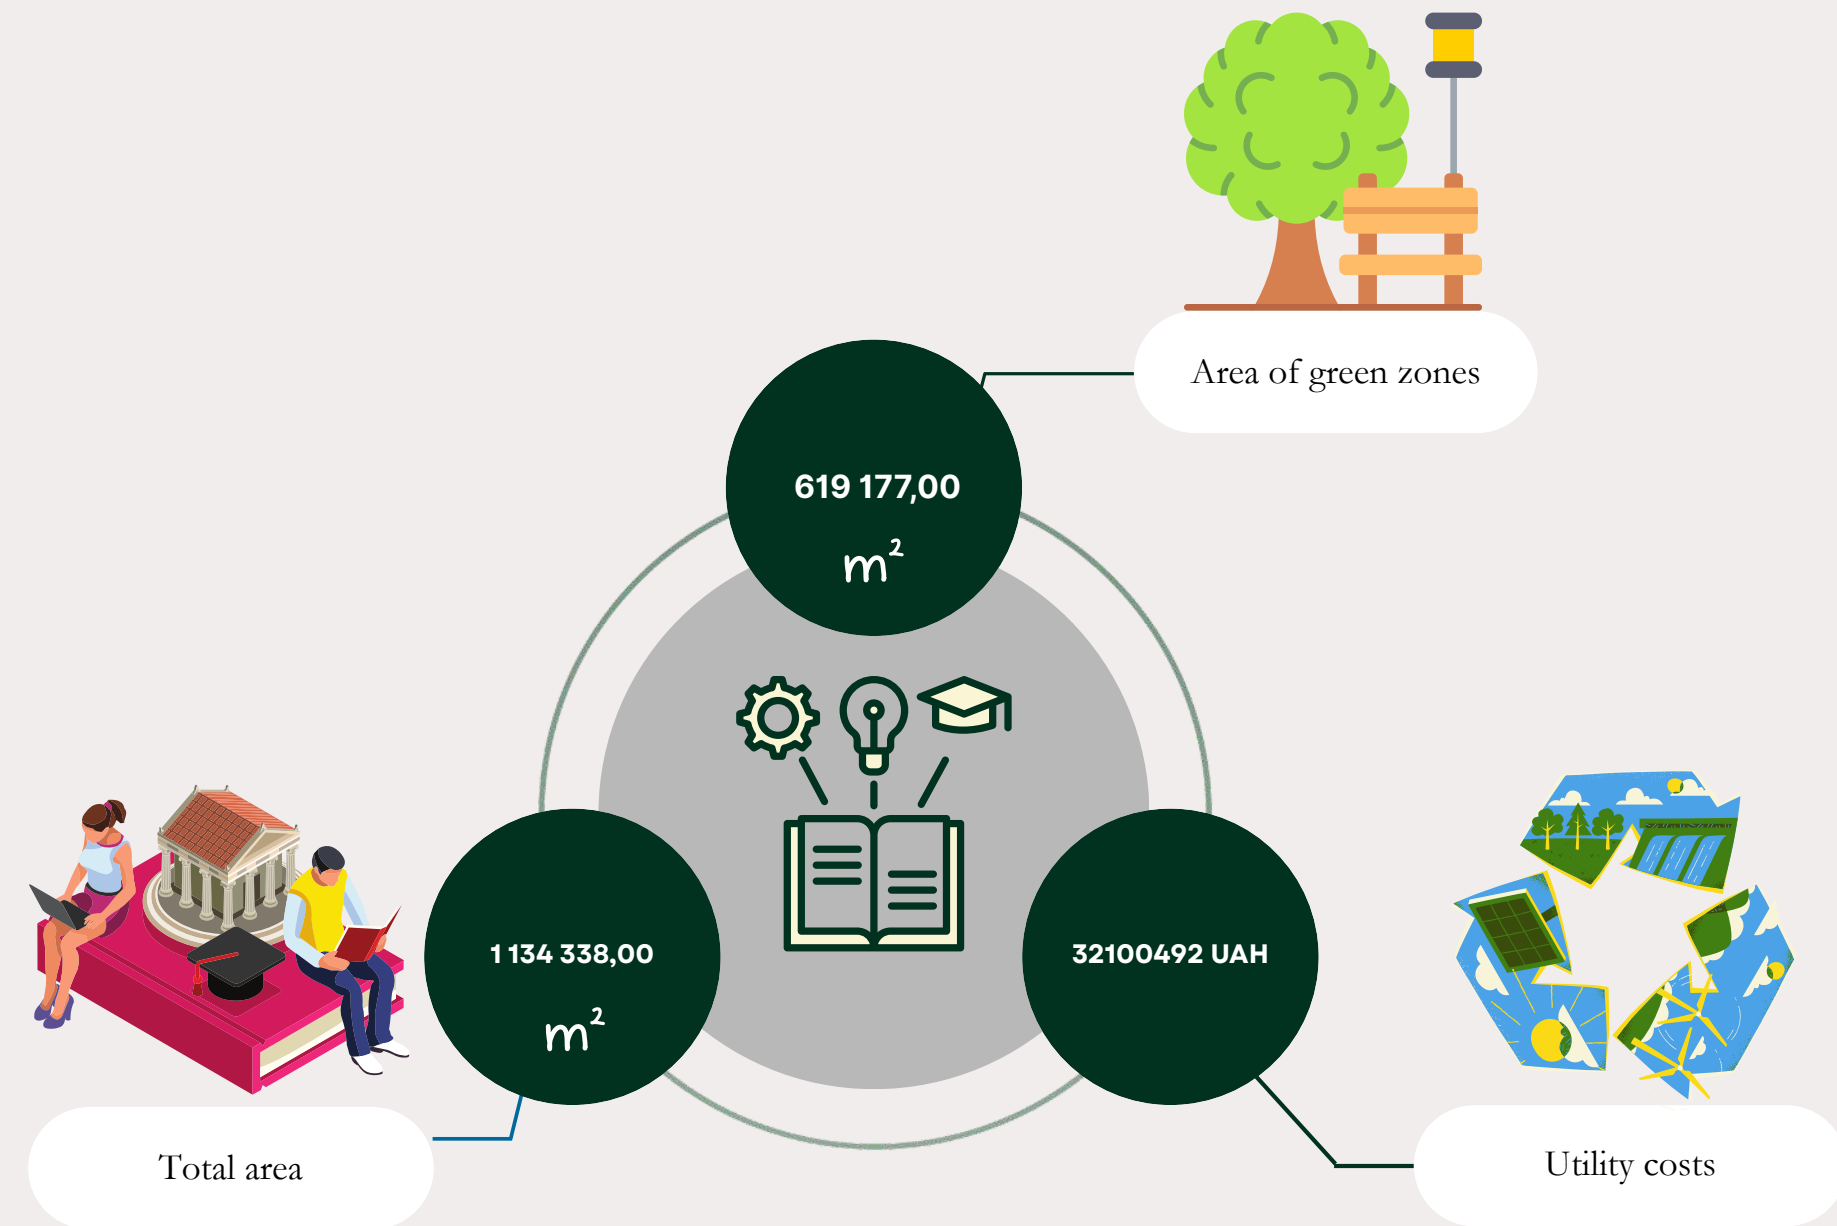 Area of green zones
619 177,00
m²
1 134 338,00
m²
32100492 UAH
Total area
Utility costs